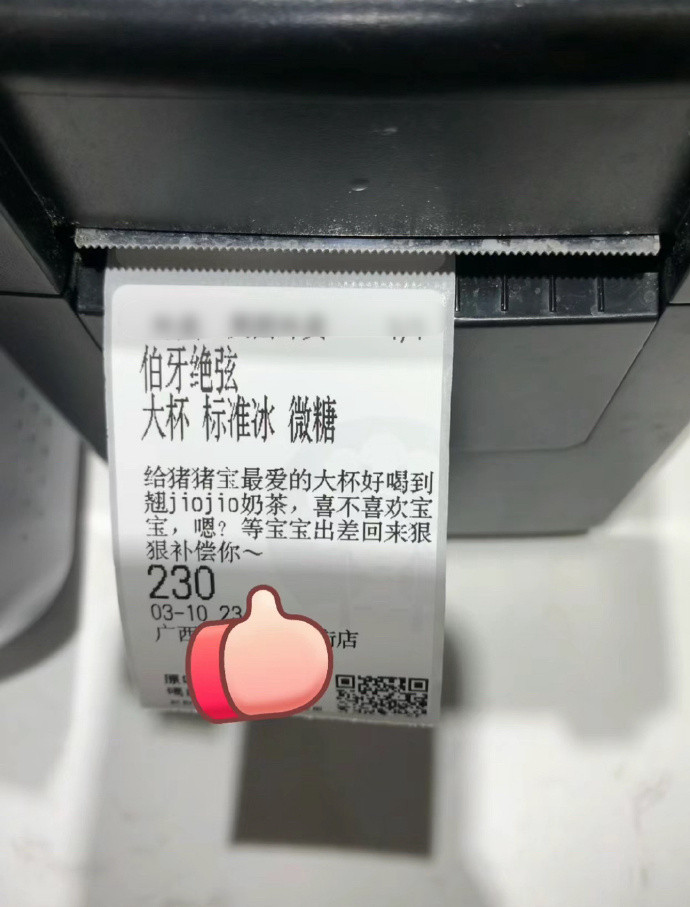 伯牙绝弦
大杯 标准冰 微糖
给猪猪宝最爱的大杯好喝到
翘jiojio奶茶，喜不喜欢宝
宝，嗯？等宝宝出差回来狠
狠补偿你～
230
03-10 23
广西 街店